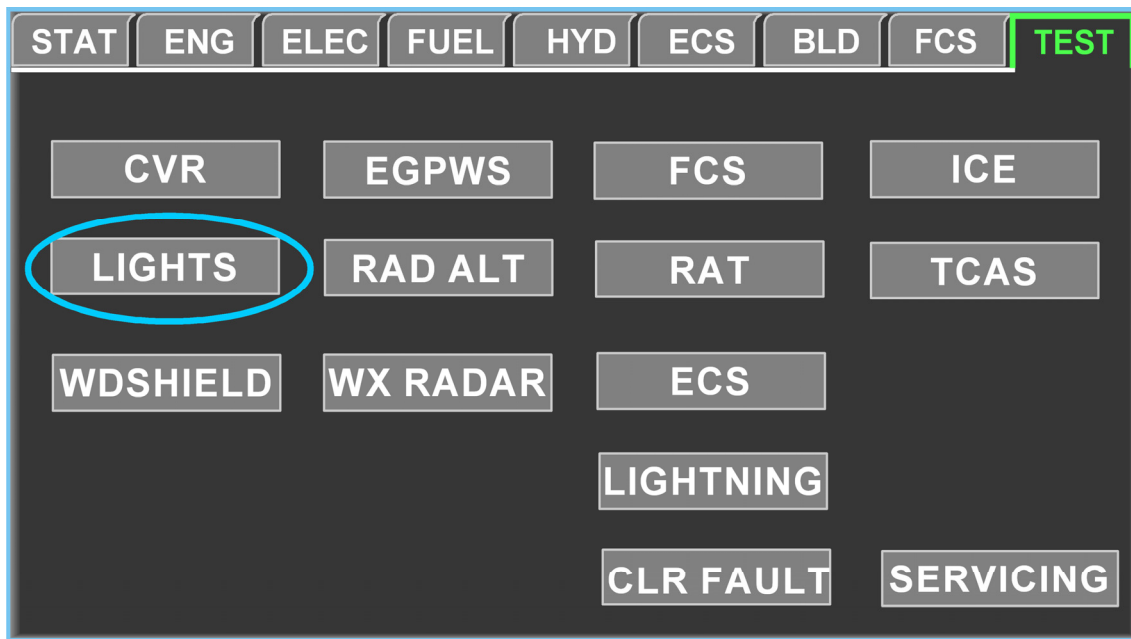 STAT ENG ELEC FUEL HYD ECS BLD FCS TEST
CVR EGPWS FCS ICE
LIGHTS RAD ALT RAT TCAS
WDSHIELD WX RADAR ECS
LIGHTNING
CLR FAULT SERVICING